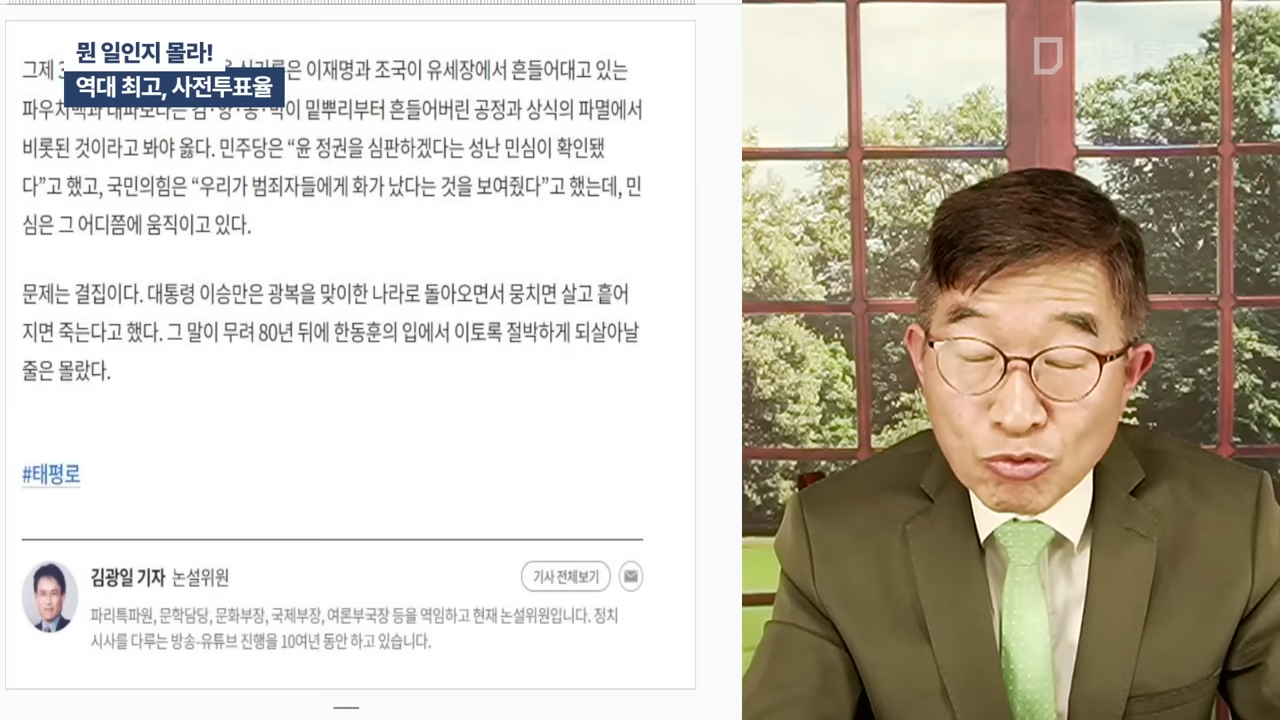 뭔 일인지 몰라!
역대 최고, 사전투표율
그제 3 은 이재명과 조국이 유세장에서 흔들어대고 있는
밑뿌리부터 흔들어버린 공정과 상식의 파멸에서
비롯된 것이라고 봐야 옳다. 민주당은 “윤 정권을 심판하겠다는 성난 민심이 확인됐
다”고 했고, 국민의힘은 “우리가 범죄자들에게 화가 났다는 것을 보여줬다”고 했는데, 민
심은 그 어디쯤에 움직이고 있다.
문제는 결집이다. 대통령 이승만은 광복을 맞이한 나라로 돌아오면서 뭉치면 살고 흩어
지면 죽는다고 했다. 그 말이 무려 80년 뒤에 한동훈의 입에서 이토록 절박하게 되살아날
줄은 몰랐다.
#태평로
김광일 기자 논설위원
기사 전체보기
파리특파원, 문학담당, 문화부장, 국제부장, 여론부국장 등을 역임하고 현재 논설위원입니다. 정치
시사를 다루는 방송-유튜브 진행을 10여년 동안 하고 있습니다.